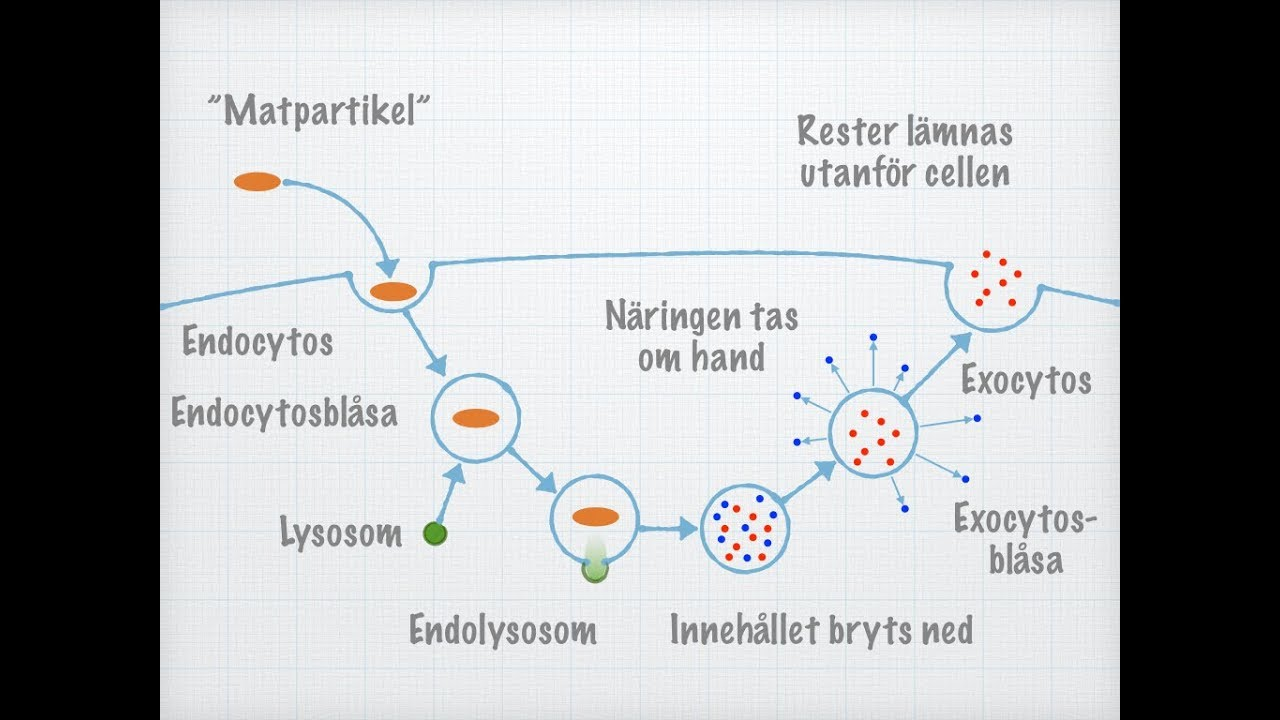 ”Matpartikel”
Rester lämnas
utanför cellen
Endocytos
Näringen tas
om hand
Exocytos
Endocytosblåsa
Lysosom
Exocytos-
blåsa
Endolysosom
Innehållet bryts ned